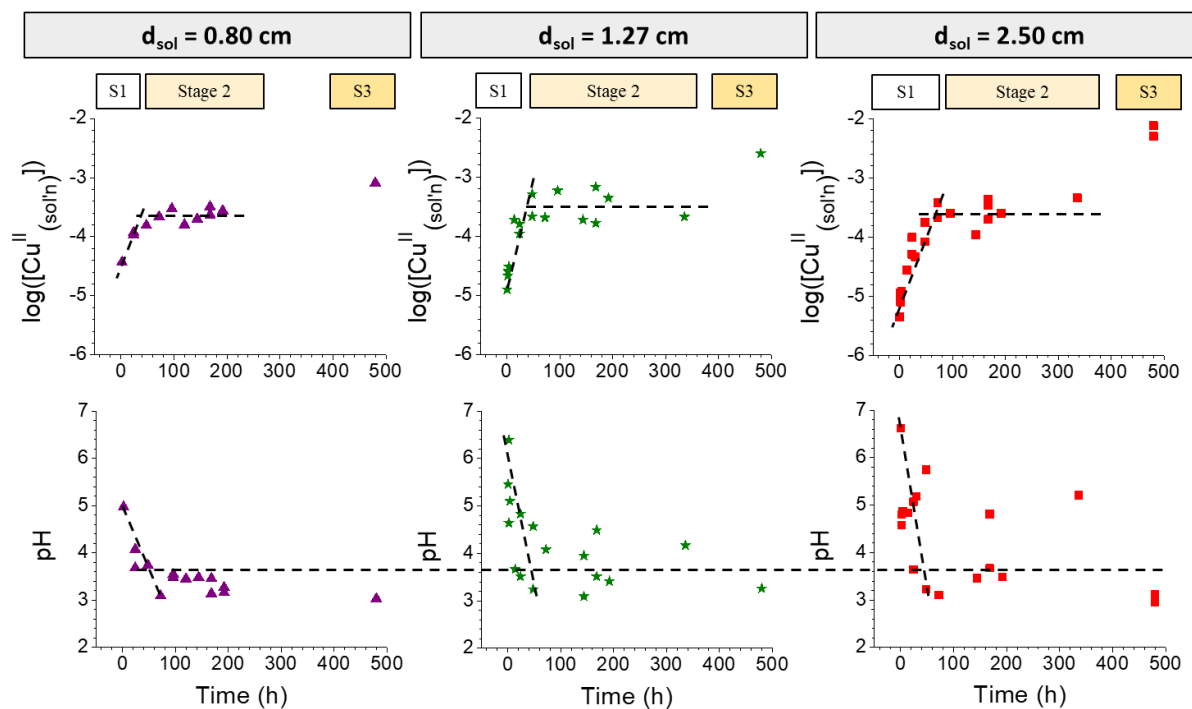 d_sol = 0.80 cm
d_sol = 1.27 cm
d_sol = 2.50 cm
S1 Stage 2 S3
S1 Stage 2 S3
S1 Stage 2 S3
log([Cu^II_(sol'n)])
-2
-3
-4
-5
-6
0 100 200 300 400 500
log([Cu^II_(sol'n)])
-2
-3
-4
-5
-6
0 100 200 300 400 500
log([Cu^II_(sol'n)])
-2
-3
-4
-5
-6
0 100 200 300 400 500
pH
7
6
5
4
3
2
0 100 200 300 400 500
Time (h)
pH
7
6
5
4
3
2
0 100 200 300 400 500
Time (h)
pH
7
6
5
4
3
2
0 100 200 300 400 500
Time (h)